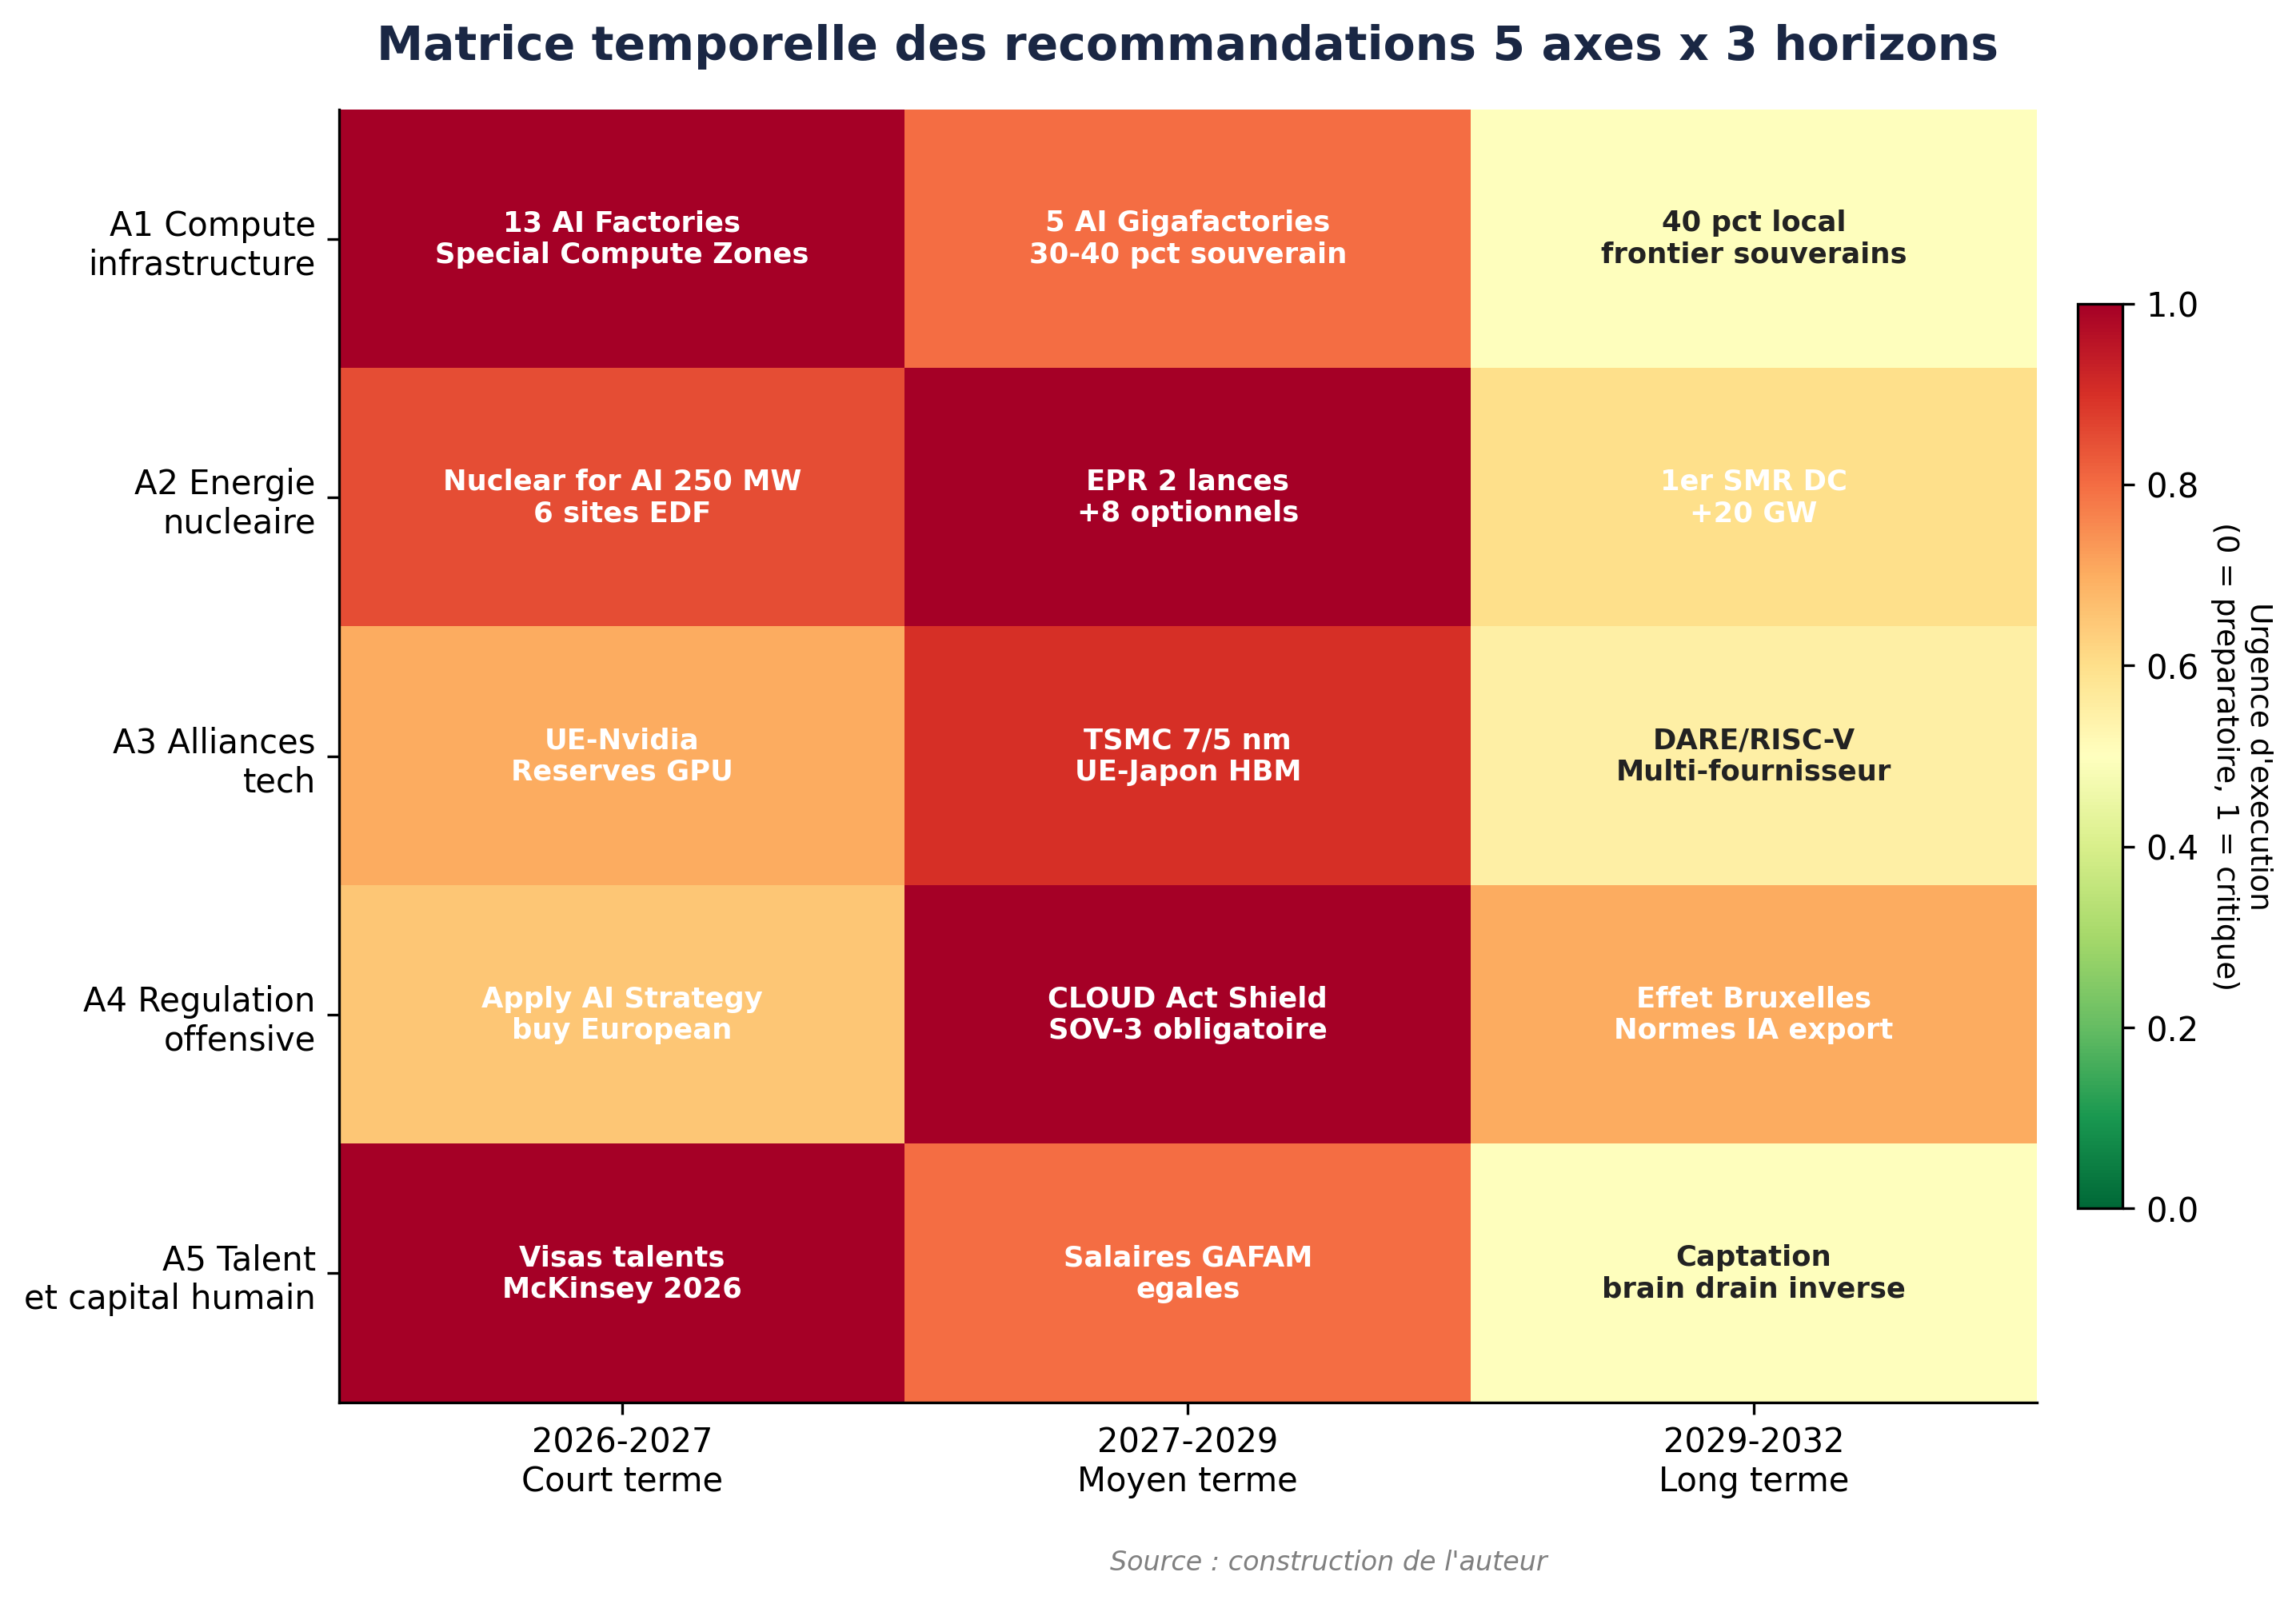 Matrice temporelle des recommandations 5 axes x 3 horizons
A1 Compute
infrastructure
13 AI Factories
Special Compute Zones
5 AI Gigafactories
30-40 pct souverain
40 pct local
frontier souverains
A2 Energie
nucleaire
Nuclear for AI 250 MW
6 sites EDF
EPR 2 lances
+8 optionnels
1er SMR DC
+20 GW
A3 Alliances
tech
UE-Nvidia
Reserves GPU
TSMC 7/5 nm
UE-Japon HBM
DARE/RISC-V
Multi-fournisseur
A4 Regulation
offensive
Apply AI Strategy
buy European
CLOUD Act Shield
SOV-3 obligatoire
Effet Bruxelles
Normes IA export
A5 Talent
et capital humain
Visas talents
McKinsey 2026
Salaires GAFAM
egales
Captation
brain drain inverse
2026-2027
Court terme
2027-2029
Moyen terme
2029-2032
Long terme
1.0
0.8
0.6
0.4
0.2
0.0
Urgence d'execution
(0 = preparatoire, 1 = critique)
Source : construction de l'auteur